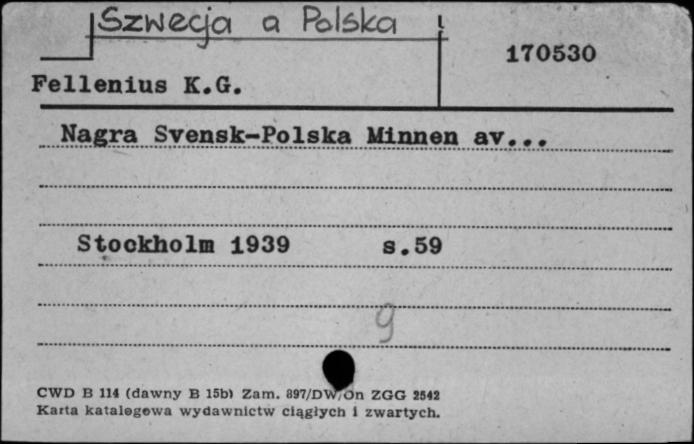 Szwecja a Polska
170530
Fellenius K.G.
Nagra Svensk-Polska Minnen av...
Stockholm 1939 s.59
g
CWD B 114 (dawny B 15b) Zam. 897/DW/On ZGG 2542
Karta katalogowa wydawnictw ciągłych i zwartych.